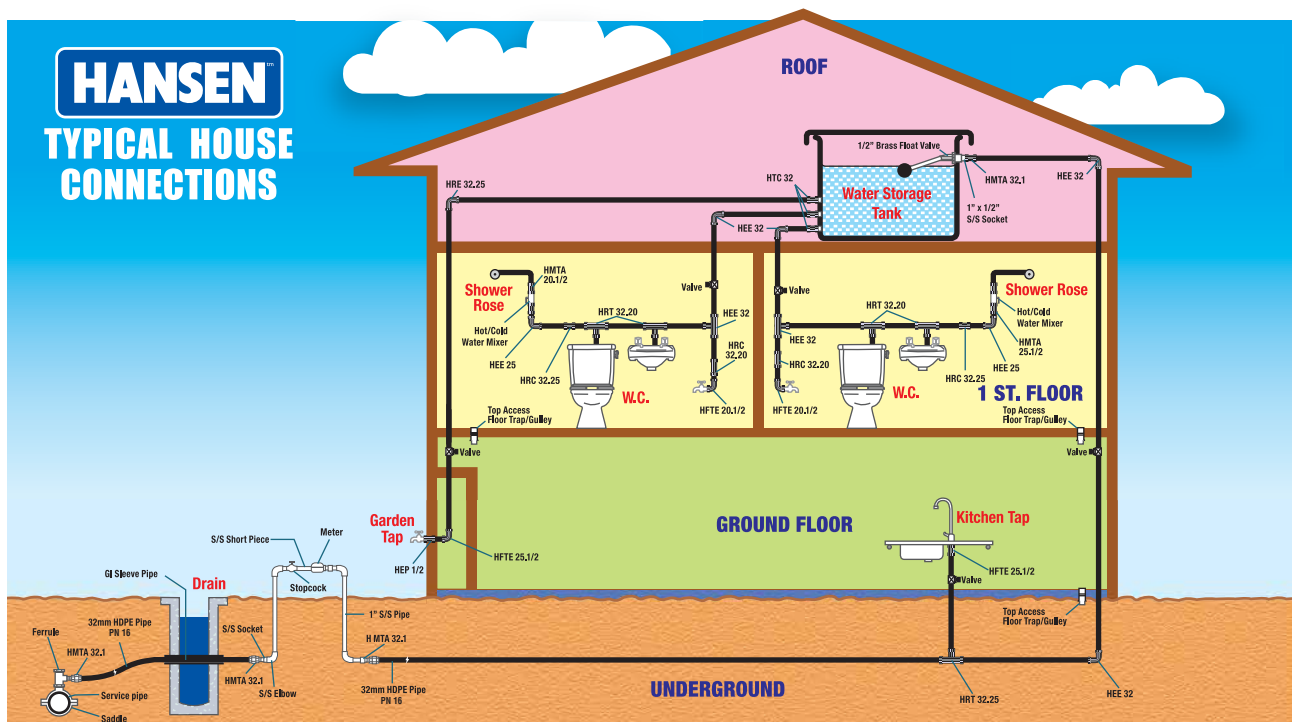 HANSEN™
TYPICAL HOUSE
CONNECTIONS
ROOF
1/2" Brass Float Valve
HMTA 32.1
HEE 32
1" x 1/2"
S/S Socket
Water Storage
Tank
HTC 32
HRE 32.25
HEE 32
HMTA
20.1/2
Shower
Rose
Hot/Cold
Water Mixer
HEE 25
HRC 32.25
HRT 32.20
Valve
HEE 32
HRC
32.20
HFTE 20.1/2
W.C.
Valve
HEE 32
HRC 32.20
HFTE 20.1/2
HRT 32.20
W.C.
Shower Rose
Hot/Cold
Water Mixer
HMTA
25.1/2
HEE 25
HRC 32.25
1 ST. FLOOR
Top Access
Floor Trap/Gulley
Top Access
Floor Trap/Gulley
Valve
Valve
GROUND FLOOR
Garden
Tap
HEP 1/2
HFTE 25.1/2
Kitchen Tap
HFTE 25.1/2
Valve
Top Access
Floor Trap/Gulley
Meter
S/S Short Piece
Stopcock
GI Sleeve Pipe
Drain
1" S/S Pipe
32mm HDPE Pipe
PN 16
Ferrule
HMTA 32.1
S/S Socket
HMTA 32.1
S/S Elbow
Service pipe
Saddle
H MTA 32.1
32mm HDPE Pipe
PN 16
UNDERGROUND
HRT 32.25
HEE 32